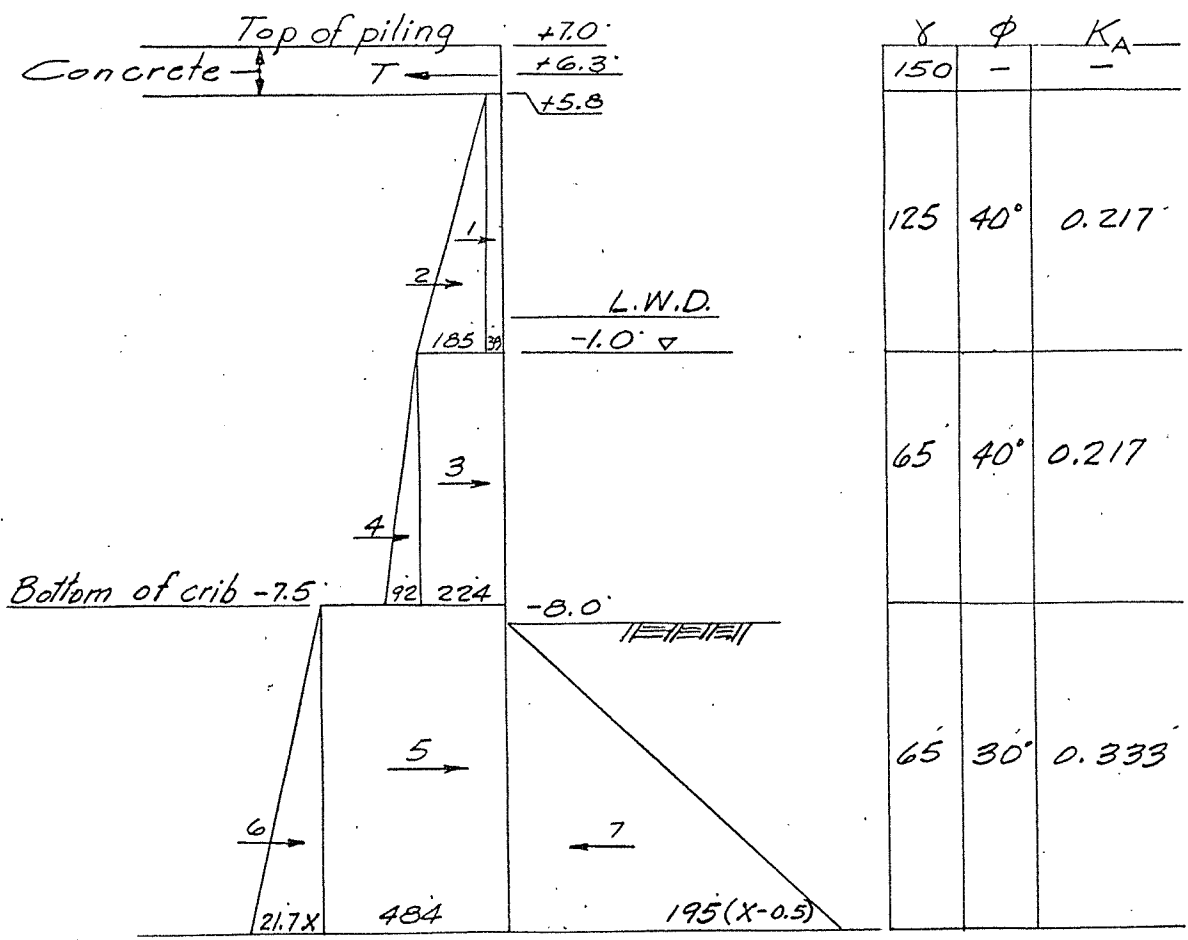 Top of piling
+7.0
γ φ K_A
Concrete
T
+6.3
150 - -
+5.8
1
125 40° 0.217
2
L.W.D.
185 39
-1.0 ▽
3
65 40° 0.217
4
Bottom of crib -7.5
92 224
-8.0
5
65 30° 0.333
6
7
21.7X 484
195(X-0.5)